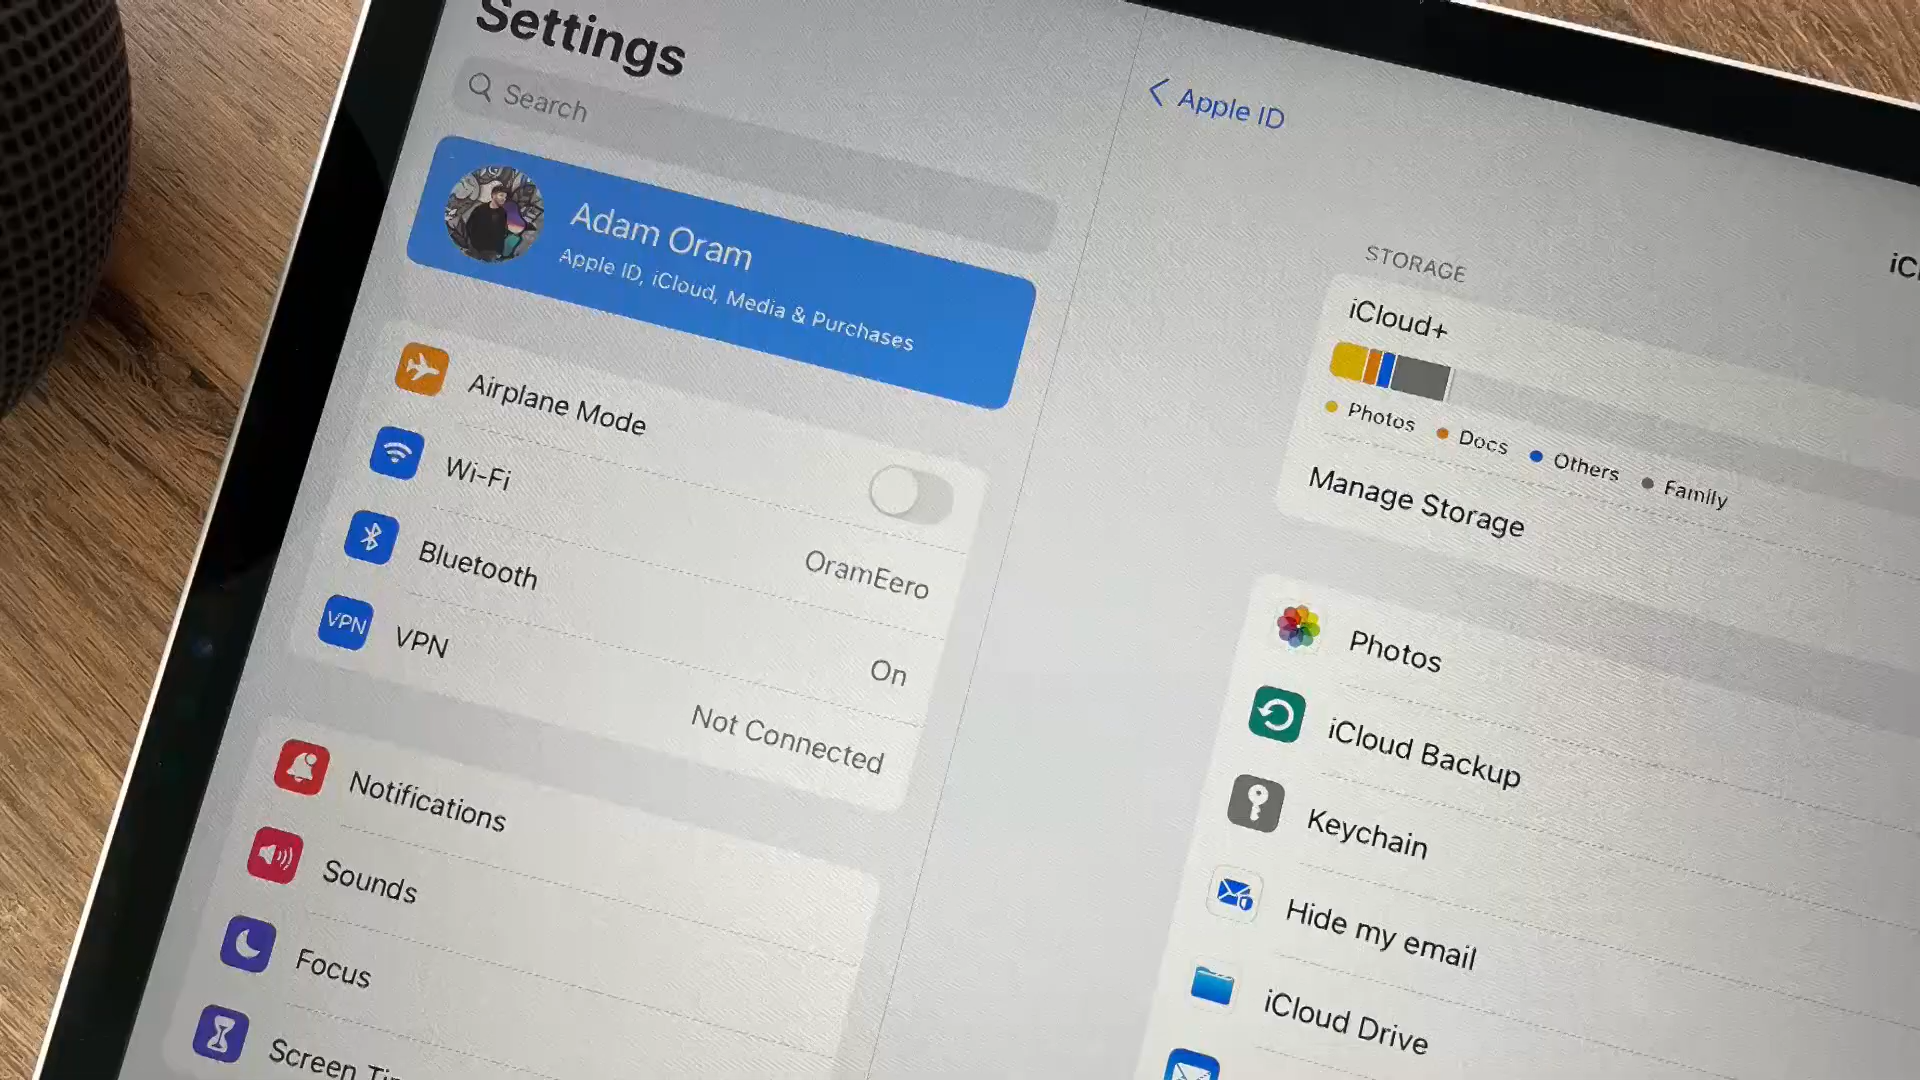 Settings
Search
Adam Oram
Apple ID, iCloud, Media & Purchases
Airplane Mode
Wi-Fi
OramEero
Bluetooth
On
VPN
VPN
Not Connected
Notifications
Sounds
Focus
Screen
Apple ID
STORAGE
iCloud+
Photos Docs Others Family
Manage Storage
Photos
iCloud Backup
Keychain
Hide my email
iCloud Drive